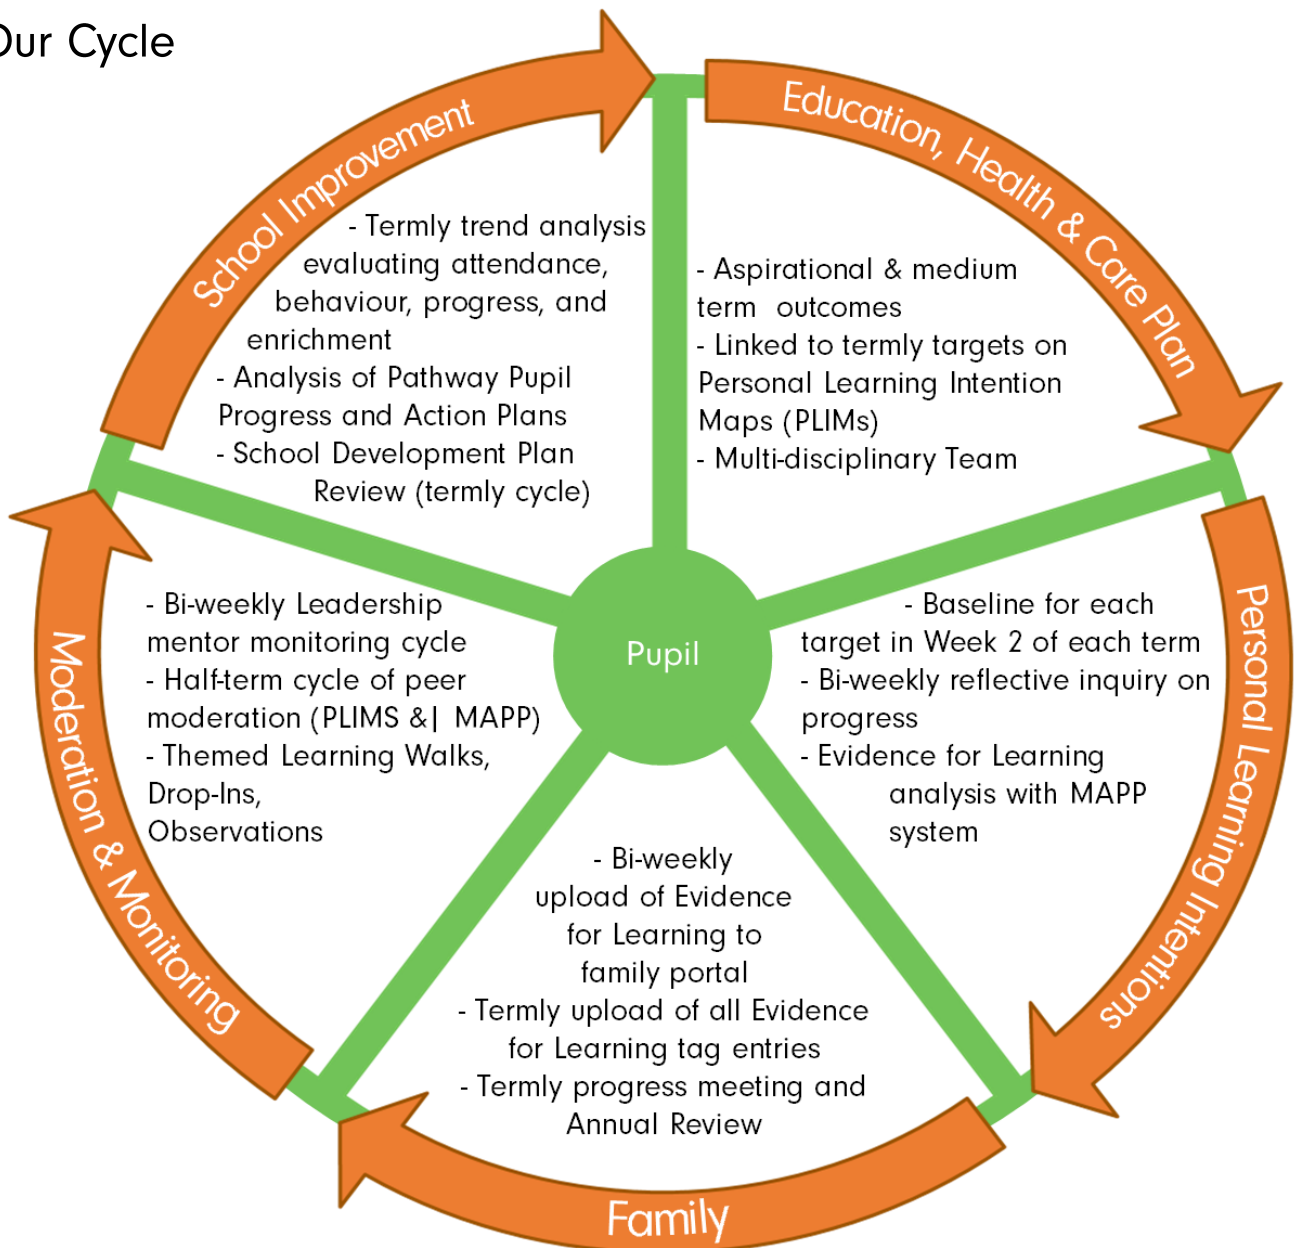 Our Cycle
Education, Health & Care Plan
- Aspirational & medium
term outcomes
- Linked to termly targets on
Personal Learning Intention
Maps (PLIMs)
- Multi-disciplinary Team
Personal Learning Intentions
- Baseline for each
target in Week 2 of each term
- Bi-weekly reflective inquiry on
progress
- Evidence for Learning
analysis with MAPP
system
Family
- Bi-weekly
upload of Evidence
for Learning to
family portal
- Termly upload of all Evidence
for Learning tag entries
- Termly progress meeting and
Annual Review
Moderation & Monitoring
- Bi-weekly Leadership
mentor monitoring cycle
- Half-term cycle of peer
moderation (PLIMS &| MAPP)
- Themed Learning Walks,
Drop-Ins,
Observations
School Improvement
- Termly trend analysis
evaluating attendance,
behaviour, progress, and
enrichment
- Analysis of Pathway Pupil
Progress and Action Plans
- School Development Plan
Review (termly cycle)
Pupil